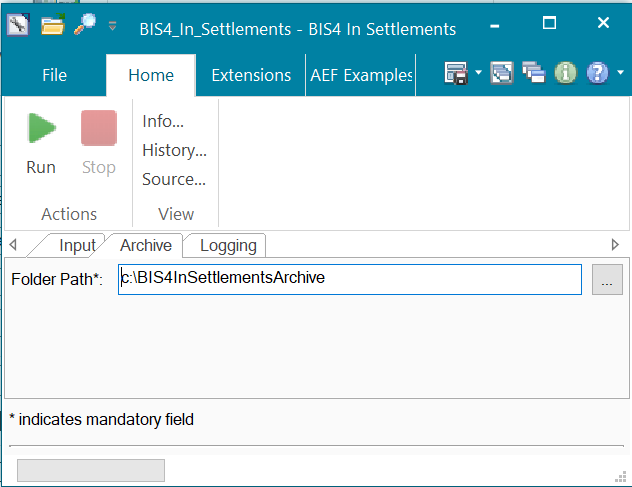 BIS4_In_Settlements - BIS4 In Settlements
File Home Extensions AEF Examples
Run Stop
Info...
History...
Source...
Actions View
Input Archive Logging
Folder Path*: c:\BIS4InSettlementsArchive ...
* indicates mandatory field